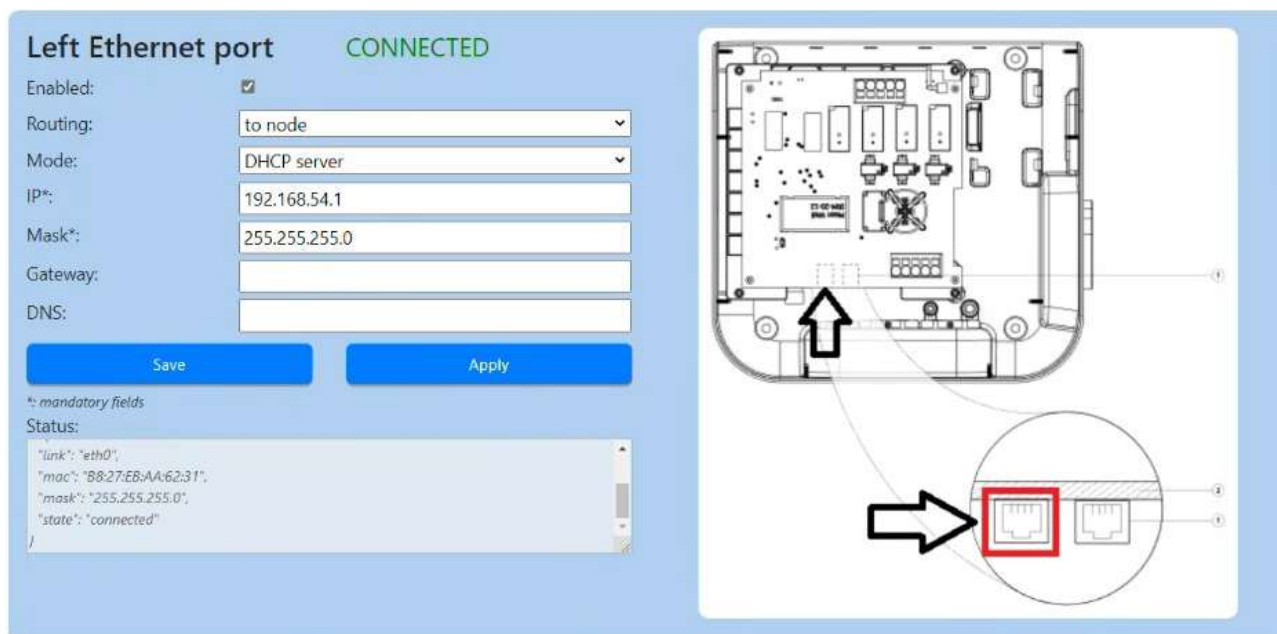 Left Ethernet port CONNECTED
Enabled:
Routing: to node
Mode: DHCP server
IP*: 192.168.54.1
Mask*: 255.255.255.0
Gateway:
DNS:
Save Apply
*: mandatory fields
Status:
"link": "eth0",
"mac": "B8:27:EB:AA:62:31",
"mask": "255.255.255.0",
"state": "connected"
}